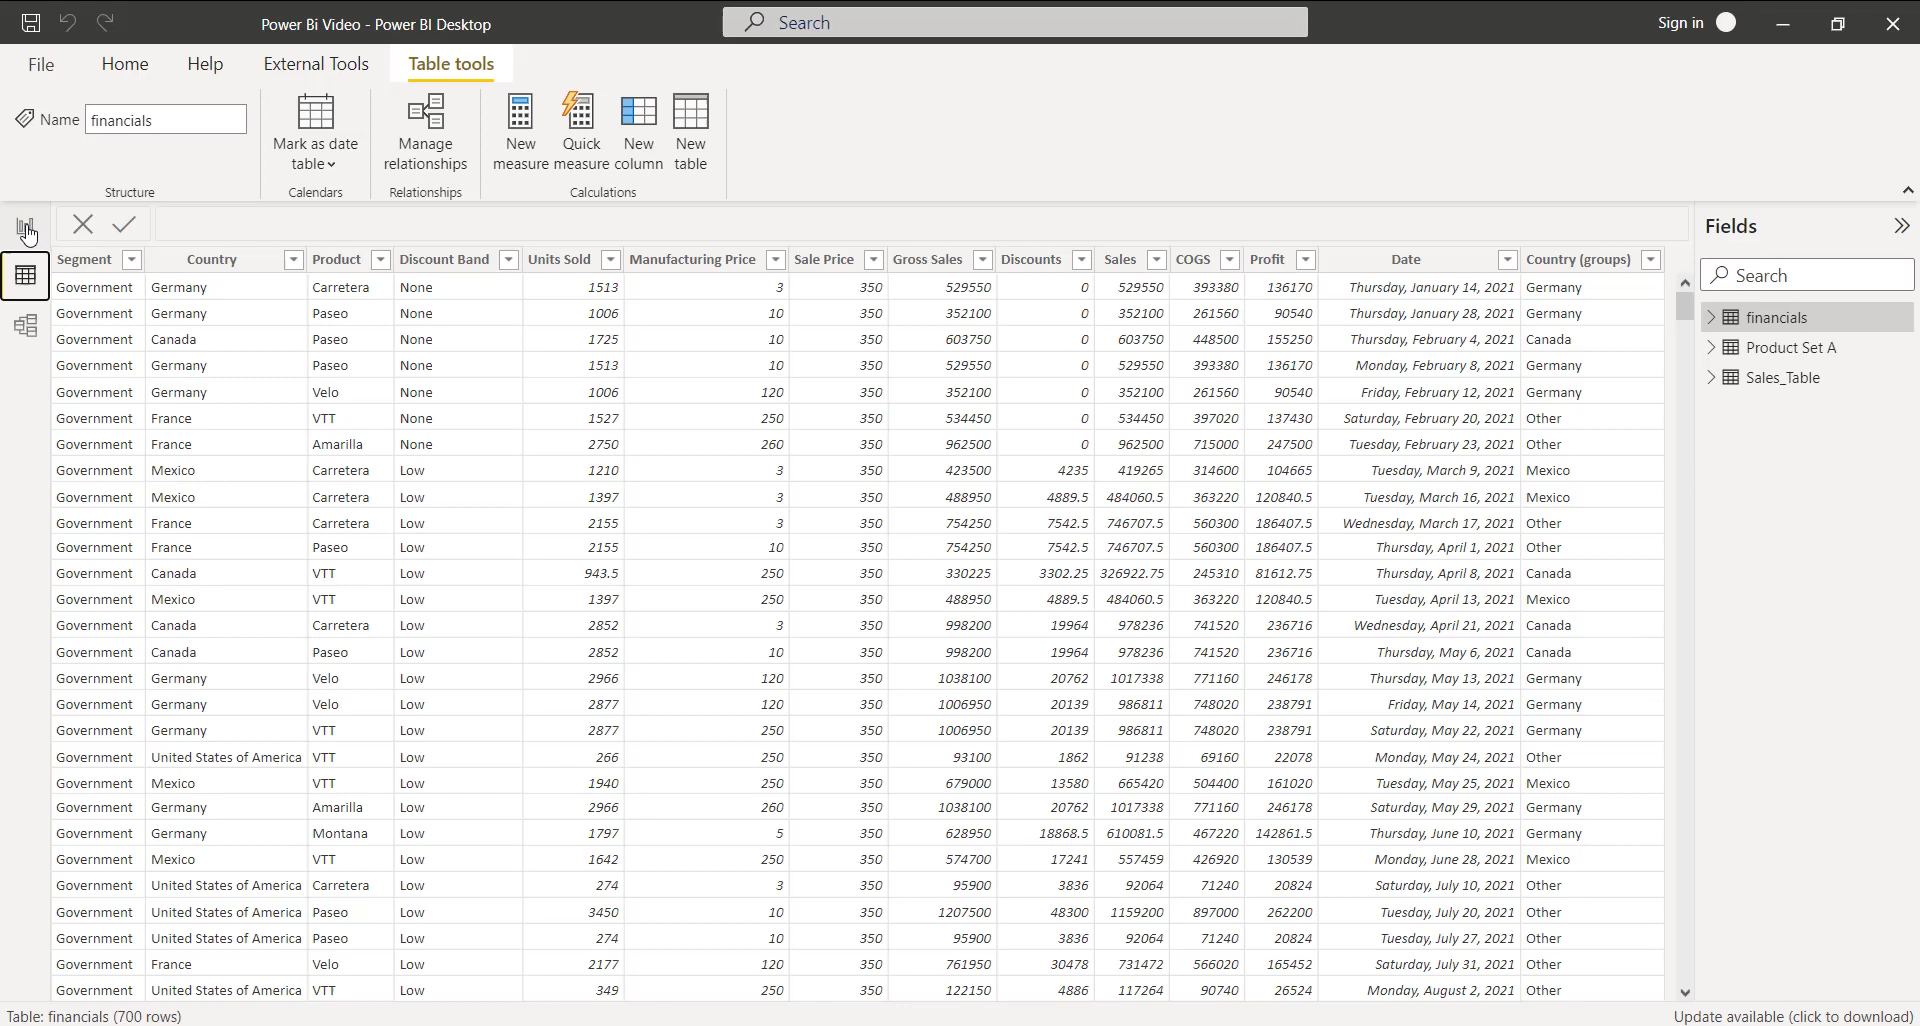 Power Bi Video - Power BI Desktop
Search
Sign in
File Home Help External Tools Table tools
Name financials
Mark as date table
Manage relationships
New measure
Quick measure
New column
New table
Structure Calendars Relationships Calculations
Fields
Search
financials
Product Set A
Sales_Table
Segment Country Product Discount Band Units Sold Manufacturing Price Sale Price Gross Sales Discounts Sales COGS Profit Date Country (groups)
Government Germany Carretera None 1513 3 350 529550 0 529550 393380 136170 Thursday, January 14, 2021 Germany
Government Germany Paseo None 1006 10 350 352100 0 352100 261560 90540 Thursday, January 28, 2021 Germany
Government Canada Paseo None 1725 10 350 603750 0 603750 448500 155250 Thursday, February 4, 2021 Canada
Government Germany Paseo None 1513 10 350 529550 0 529550 393380 136170 Monday, February 8, 2021 Germany
Government Germany Velo None 1006 120 350 352100 0 352100 261560 90540 Friday, February 12, 2021 Germany
Government France VTT None 1527 250 350 534450 0 534450 397020 137430 Saturday, February 20, 2021 Other
Government France Amarilla None 2750 260 350 962500 0 962500 715000 247500 Tuesday, February 23, 2021 Other
Government Mexico Carretera Low 1210 3 350 423500 4235 419265 314600 104665 Tuesday, March 9, 2021 Mexico
Government Mexico Carretera Low 1397 3 350 488950 4889.5 484060.5 363220 120840.5 Tuesday, March 16, 2021 Mexico
Government France Carretera Low 2155 3 350 754250 7542.5 746707.5 560300 186407.5 Wednesday, March 17, 2021 Other
Government France Paseo Low 2155 10 350 754250 7542.5 746707.5 560300 186407.5 Thursday, April 1, 2021 Other
Government Canada VTT Low 943.5 250 350 330225 3302.25 326922.75 245310 81612.75 Thursday, April 8, 2021 Canada
Government Mexico VTT Low 1397 250 350 488950 4889.5 484060.5 363220 120840.5 Tuesday, April 13, 2021 Mexico
Government Canada Carretera Low 2852 3 350 998200 19964 978236 741520 236716 Wednesday, April 21, 2021 Canada
Government Canada Paseo Low 2852 10 350 998200 19964 978236 741520 236716 Thursday, May 6, 2021 Canada
Government Germany Velo Low 2966 120 350 1038100 20762 1017338 771160 246178 Thursday, May 13, 2021 Germany
Government Germany Velo Low 2877 120 350 1006950 20139 986811 748020 238791 Friday, May 14, 2021 Germany
Government Germany VTT Low 2877 250 350 1006950 20139 986811 748020 238791 Saturday, May 22, 2021 Germany
Government United States of America VTT Low 266 250 350 93100 1862 91238 69160 22078 Monday, May 24, 2021 Other
Government Mexico VTT Low 1940 250 350 679000 13580 665420 504400 161020 Tuesday, May 25, 2021 Mexico
Government Germany Amarilla Low 2966 260 350 1038100 20762 1017338 771160 246178 Saturday, May 29, 2021 Germany
Government Germany Montana Low 1797 5 350 628950 18868.5 610081.5 467220 142861.5 Thursday, June 10, 2021 Germany
Government Mexico VTT Low 1642 250 350 574700 17241 557459 426920 130539 Monday, June 28, 2021 Mexico
Government United States of America Carretera Low 274 3 350 95900 3836 92064 71240 20824 Saturday, July 10, 2021 Other
Government United States of America Paseo Low 3450 10 350 1207500 48300 1159200 897000 262200 Tuesday, July 20, 2021 Other
Government United States of America Paseo Low 274 10 350 95900 3836 92064 71240 20824 Tuesday, July 27, 2021 Other
Government France Velo Low 2177 120 350 761950 30478 731472 566020 165452 Saturday, July 31, 2021 Other
Government United States of America VTT Low 349 250 350 122150 4886 117264 90740 26524 Monday, August 2, 2021 Other
Table: financials (700 rows)
Update available (click to download)